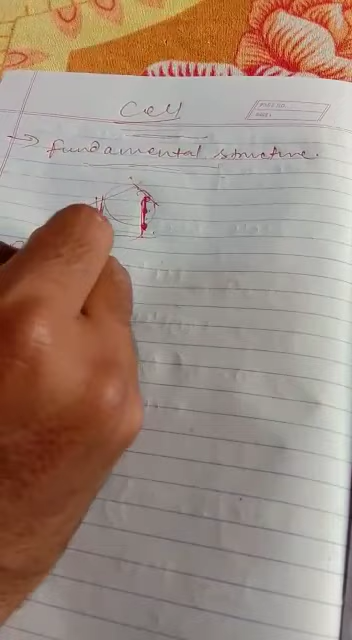 Cell
→ fundamental structure.